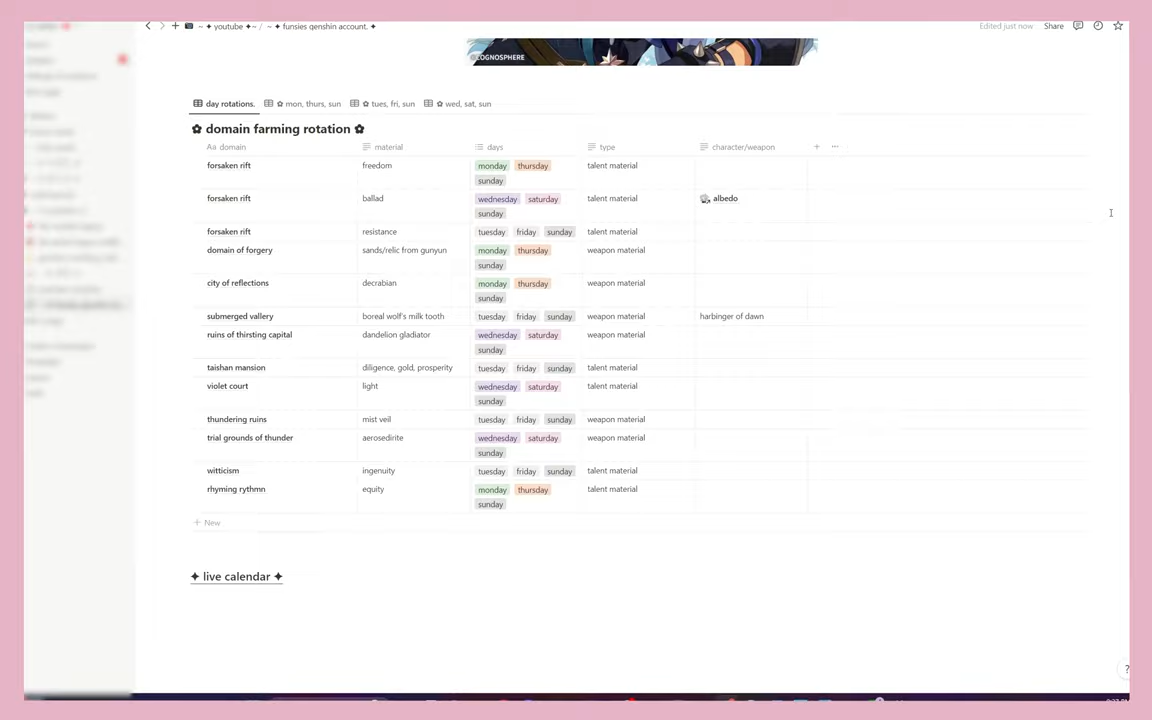 ~ ✦ youtube ✦~ / ~ ✦ funsies genshin account. ✦ Edited just now Share
COGNOSPHERE
day rotations. ✿ mon, thurs, sun ✿ tues, fri, sun ✿ wed, sat, sun
✿ domain farming rotation ✿
Aa domain material days type character/weapon
forsaken rift freedom monday thursday talent material
sunday
forsaken rift ballad wednesday saturday talent material albedo
sunday
forsaken rift resistance tuesday friday sunday talent material
domain of forgery sands/relic from gunyun monday thursday weapon material
sunday
city of reflections decrabian monday thursday weapon material
sunday
submerged vallery boreal wolf's milk tooth tuesday friday sunday weapon material harbinger of dawn
ruins of thirsting capital dandelion gladiator wednesday saturday weapon material
sunday
taishan mansion diligence, gold, prosperity tuesday friday sunday talent material
violet court light wednesday saturday talent material
sunday
thundering ruins mist veil tuesday friday sunday weapon material
trial grounds of thunder aerosedirite wednesday saturday weapon material
sunday
witticism ingenuity tuesday friday sunday talent material
rhyming rythmn equity monday thursday talent material
sunday
+ New
✦ live calendar ✦
?